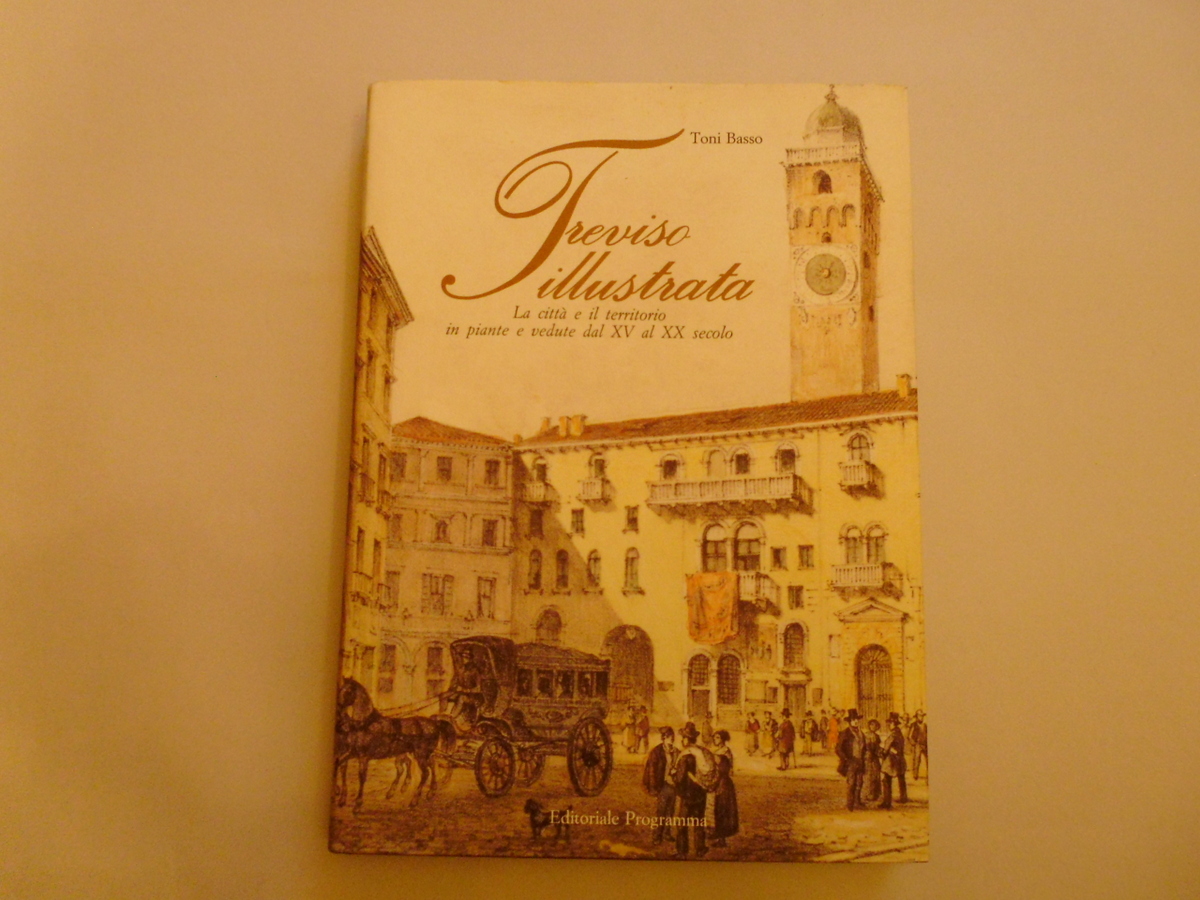 Toni Basso
Treviso
illustrata
La città e il territorio
in piante e vedute dal XV al XX secolo
Editoriale Programma